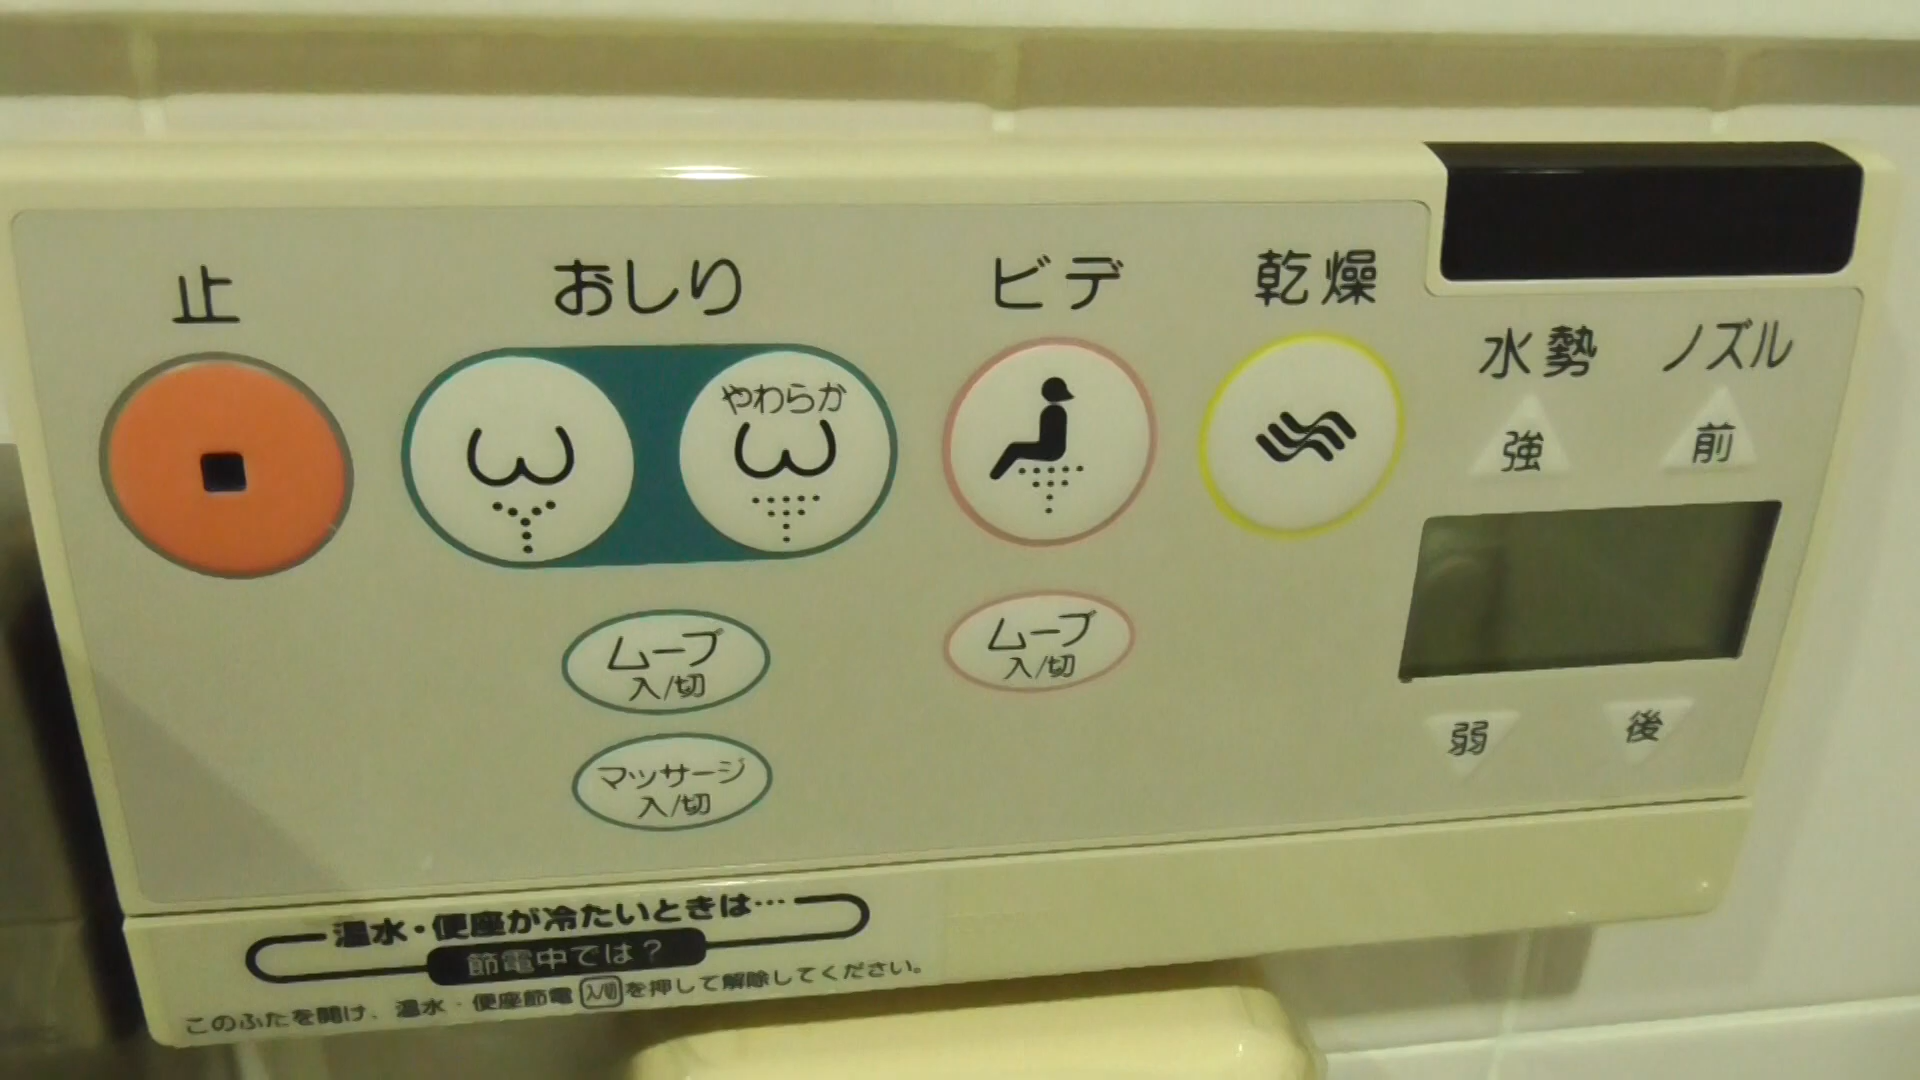 止
おしり
ビデ
乾燥
水勢
ノズル
やわらか
強
前
ムーブ
入/切
ムーブ
入/切
マッサージ
入/切
弱
後
温水・便座が冷たいときは…
節電中では？
このふたを開け、温水・便座節電 入/切 を押して解除してください。